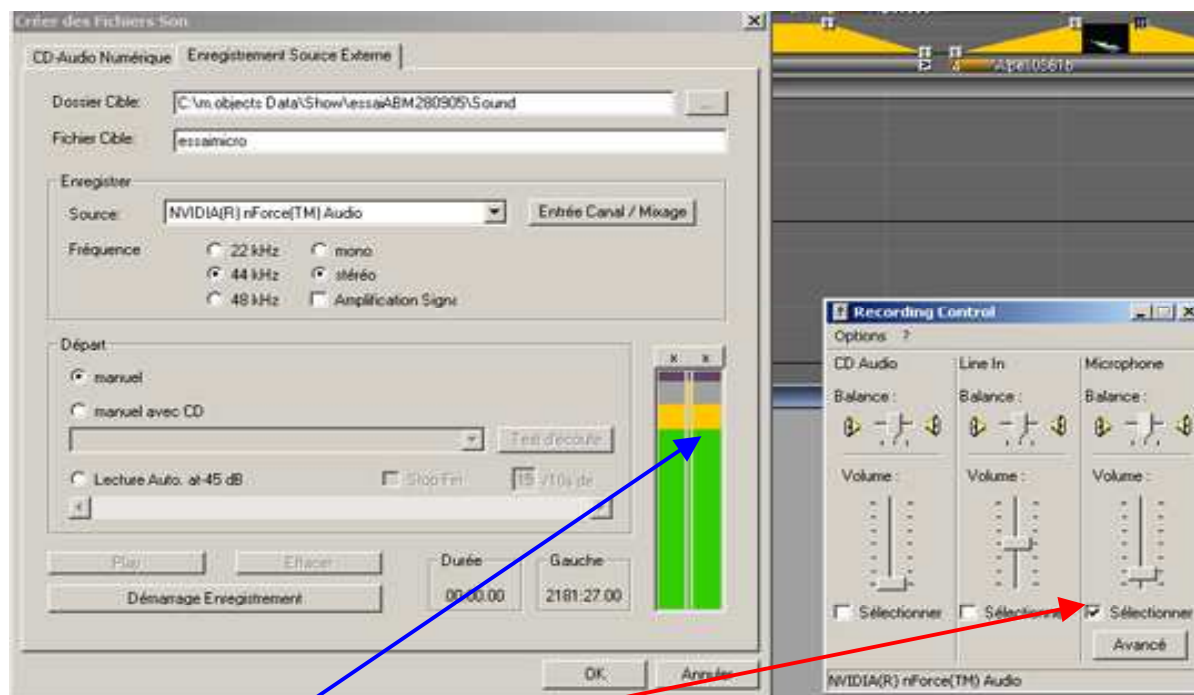 Créer des Fichiers Son
CD-Audio Numérique Enregistrement Source Externe
Dossier Cible: C:\m.objects Data\Show\essaiABM280905\Sound ...
Fichier Cible: essaimicro
Enregistrer
Source: NVIDIA(R) nForce(TM) Audio Entrée Canal / Mixage
Fréquence 22 kHz mono
44 kHz stéréo
48 kHz Amplification Signa
Départ
manuel
manuel avec CD
Test d'écoute
Lecture Auto. at-45 dB Stop Fei 15 /10s de
Play Effacer
Démarrage Enregistrement
Durée Gauche
00:00.00 2181:27.00
OK Annuler
x x
Recording Control
Options ?
CD Audio Line In Microphone
Balance : Balance : Balance :
Volume : Volume : Volume :
Sélectionner Sélectionner Sélectionner
Avancé
NVIDIA(R) nForce(TM) Audio